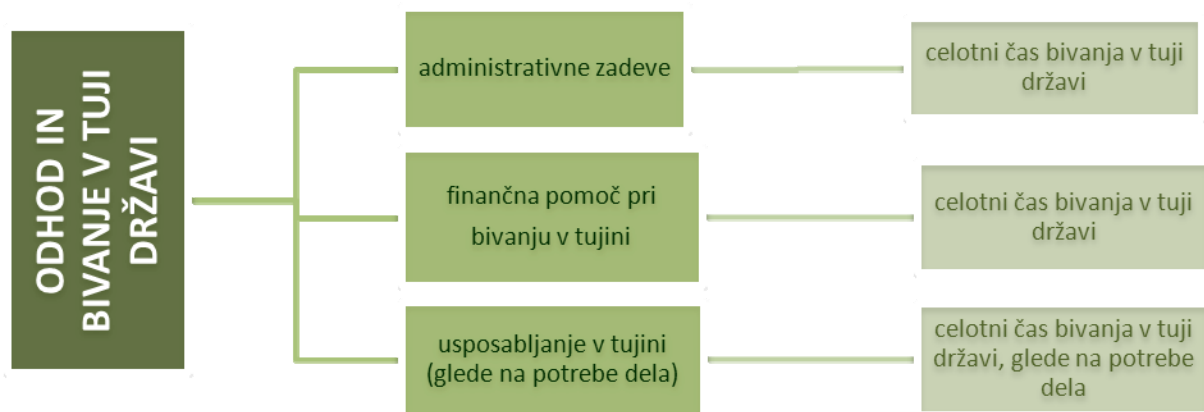 ODHOD IN
BIVANJE V TUJI
DRŽAVI
administrativne zadeve
celotni čas bivanja v tuji
državi
finančna pomoč pri
bivanju v tujini
celotni čas bivanja v tuji
državi
usposabljanje v tujini
(glede na potrebe dela)
celotni čas bivanja v tuji
državi, glede na potrebe
dela